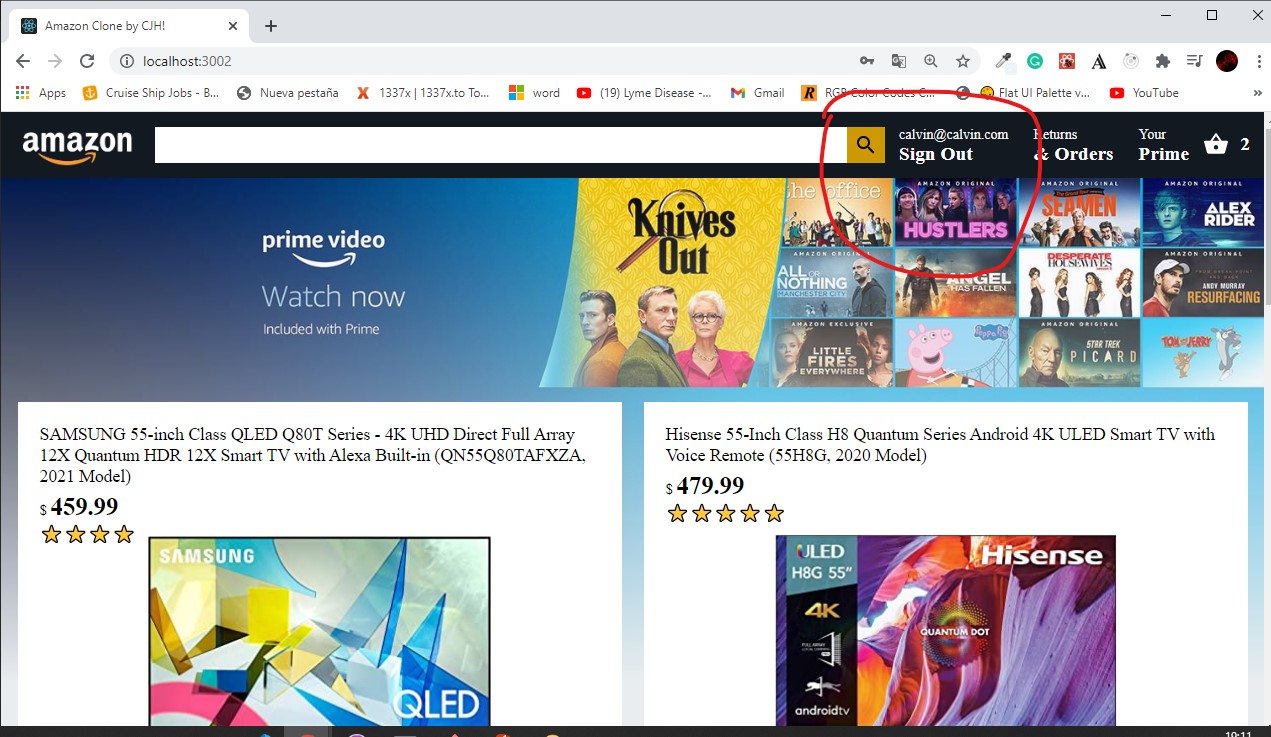 Amazon Clone by CJH!
localhost:3002
Apps
Cruise Ship Jobs - B...
Nueva pestaña
1337x | 1337x.to To...
word
(19) Lyme Disease -...
Gmail
RGB Color Codes C...
Flat UI Palette v...
YouTube
»
amazon
calvin@calvin.com
Sign Out
Returns
& Orders
Your
Prime
2
prime video
Watch now
Included with Prime
Knives
Out
the office
AMAZON ORIGINAL
HUSTLERS
AMAZON ORIGINAL
SEAMEN
AMAZON ORIGINAL
ALEX
RIDER
AMAZON ORIGINAL
ALL OR
NOTHING
MANCHESTER CITY
ANGEL
HAS FALLEN
DESPERATE
HOUSEWIVES
AMAZON ORIGINAL
ANDY MURRAY
RESURFACING
AMAZON EXCLUSIVE
LITTLE
FIRES
EVERYWHERE
Peppa Pig
AMAZON ORIGINAL
STAR TREK
PICARD
TOM and JERRY
SAMSUNG 55-inch Class QLED Q80T Series - 4K UHD Direct Full Array
12X Quantum HDR 12X Smart TV with Alexa Built-in (QN55Q80TAFXZA,
2021 Model)
$ 459.99
SAMSUNG
QLED
Hisense 55-Inch Class H8 Quantum Series Android 4K ULED Smart TV with
Voice Remote (55H8G, 2020 Model)
$ 479.99
ULED
H8G 55"
Hisense
4K
QUANTUM DOT
androidtv
10:11